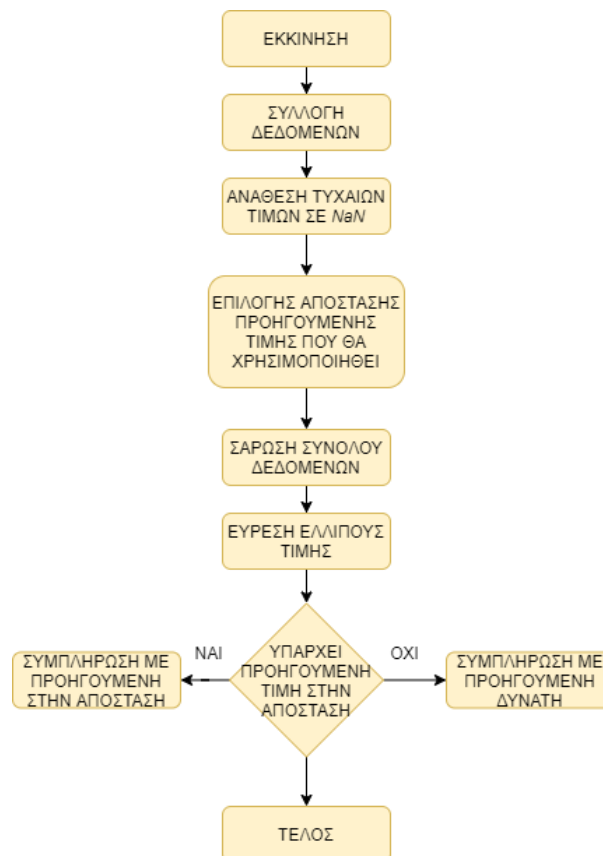 ΕΚΚΙΝΗΣΗ
ΣΥΛΛΟΓΗ
ΔΕΔΟΜΕΝΩΝ
ΑΝΑΘΕΣΗ ΤΥΧΑΙΩΝ
ΤΙΜΩΝ ΣΕ NaN
ΕΠΙΛΟΓΗΣ ΑΠΟΣΤΑΣΗΣ
ΠΡΟΗΓΟΥΜΕΝΗΣ
ΤΙΜΗΣ ΠΟΥ ΘΑ
ΧΡΗΣΙΜΟΠΟΙΗΘΕΙ
ΣΑΡΩΣΗ ΣΥΝΟΛΟΥ
ΔΕΔΟΜΕΝΩΝ
ΕΥΡΕΣΗ ΕΛΛΙΠΟΥΣ
ΤΙΜΗΣ
ΥΠΑΡΧΕΙ
ΠΡΟΗΓΟΥΜΕΝΗ
ΤΙΜΗ ΣΤΗΝ
ΑΠΟΣΤΑΣΗ
ΝΑΙ
ΣΥΜΠΛΗΡΩΣΗ ΜΕ
ΠΡΟΗΓΟΥΜΕΝΗ
ΣΤΗΝ ΑΠΟΣΤΑΣΗ
ΟΧΙ
ΣΥΜΠΛΗΡΩΣΗ ΜΕ
ΠΡΟΗΓΟΥΜΕΝΗ
ΔΥΝΑΤΗ
ΤΕΛΟΣ